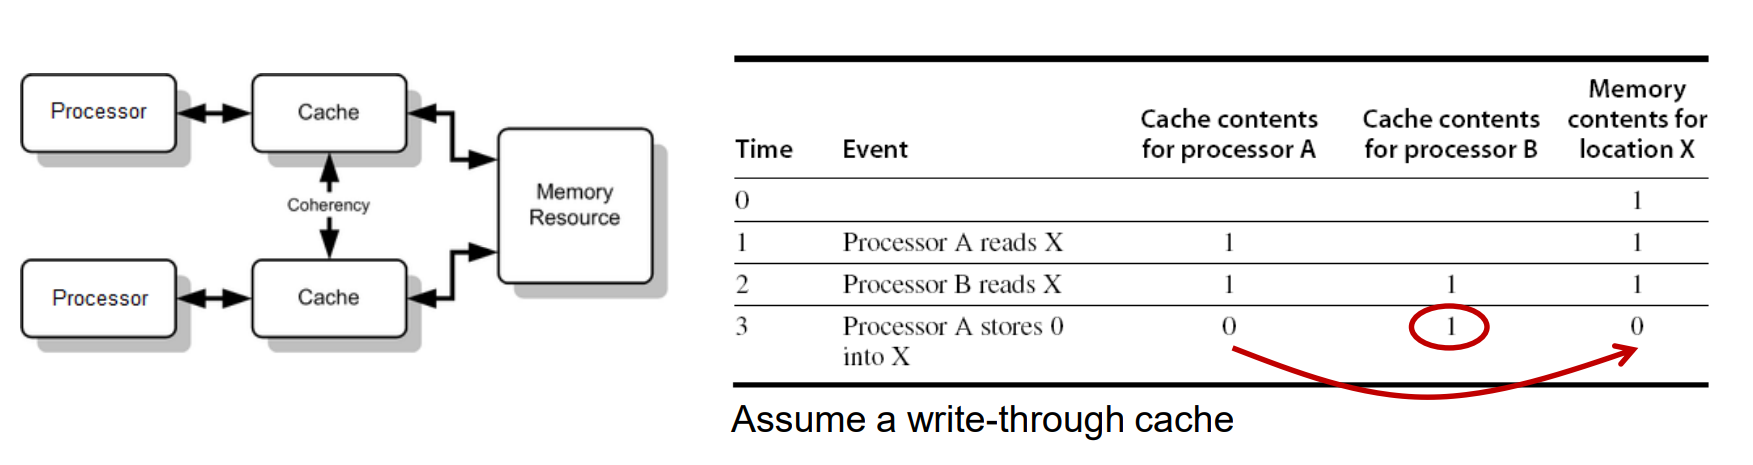 Processor
Cache
Coherency
Processor
Cache
Memory
Resource
Time Event Cache contents for processor A Cache contents for processor B Memory contents for location X
0 1
1 Processor A reads X 1 1
2 Processor B reads X 1 1 1
3 Processor A stores 0 0 1 0
into X
Assume a write-through cache